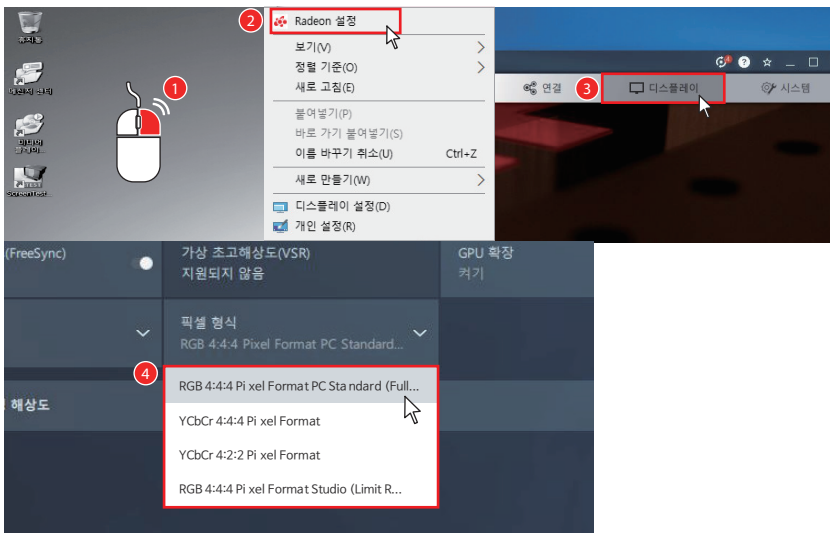 휴지통
ScreenTest
1
2
Radeon 설정
보기(V)
정렬 기준(O)
새로 고침(E)
붙여넣기(P)
바로 가기 붙여넣기(S)
이름 바꾸기 취소(U) Ctrl+Z
새로 만들기(W)
디스플레이 설정(D)
개인 설정(R)
연결
3
디스플레이
시스템
(FreeSync)
가상 초고해상도(VSR)
지원되지 않음
GPU 확장
켜기
픽셀 형식
RGB 4:4:4 Pixel Format PC Standard...
4
해상도
RGB 4:4:4 Pi xel Format PC Sta ndard (Full...
YCbCr 4:4:4 Pi xel Format
YCbCr 4:2:2 Pi xel Format
RGB 4:4:4 Pi xel Format Studio (Limit R...